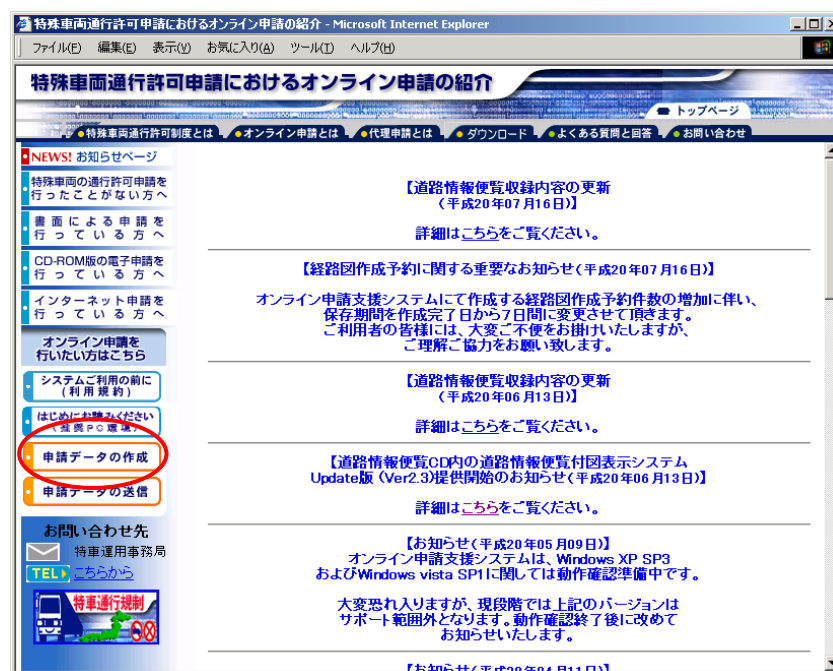 特殊車両通行許可申請におけるオンライン申請の紹介 - Microsoft Internet Explorer
ファイル(F) 編集(E) 表示(V) お気に入り(A) ツール(T) ヘルプ(H)
特殊車両通行許可申請におけるオンライン申請の紹介
トップページ
特殊車両通行許可制度とは オンライン申請とは 代理申請とは ダウンロード よくある質問と回答 お問い合わせ
NEWS! お知らせページ
特殊車両の通行許可申請を
行ったことがない方へ
書面による申請を
行っている方へ
CD-ROM版の電子申請を
行っている方へ
インターネット申請を
行っている方へ
オンライン申請を
行いたい方はこちら
システムご利用の前に
(利用規約)
はじめにお読みください
(推奨PC環境)
申請データの作成
申請データの送信
お問い合わせ先
特車運用事務局
TEL こちらから
特車通行規制
【道路情報便覧収録内容の更新
(平成20年07月16日)】
詳細はこちらをご覧ください。
【経路図作成予約に関する重要なお知らせ(平成20年07月16日)】
オンライン申請支援システムにて作成する経路図作成予約件数の増加に伴い、
保存期間を作成完了日から7日間に変更させて頂きます。
ご利用者の皆様には、大変ご不便をお掛けいたしますが、
ご理解ご協力をお願い致します。
【道路情報便覧収録内容の更新
(平成20年06月13日)】
詳細はこちらをご覧ください。
【道路情報便覧CD内の道路情報便覧付図表示システム
Update版 (Ver2.3)提供開始のお知らせ(平成20年06月13日)】
詳細はこちらをご覧ください。
【お知らせ(平成20年05月09日)】
オンライン申請支援システムは、Windows XP SP3
およびWindows vista SP1に関しては動作確認準備中です。
大変恐れ入りますが、現段階では上記のバージョンは
サポート範囲外となります。動作確認終了後に改めて
お知らせいたします。
【お知らせ(平成20年04月11日)】